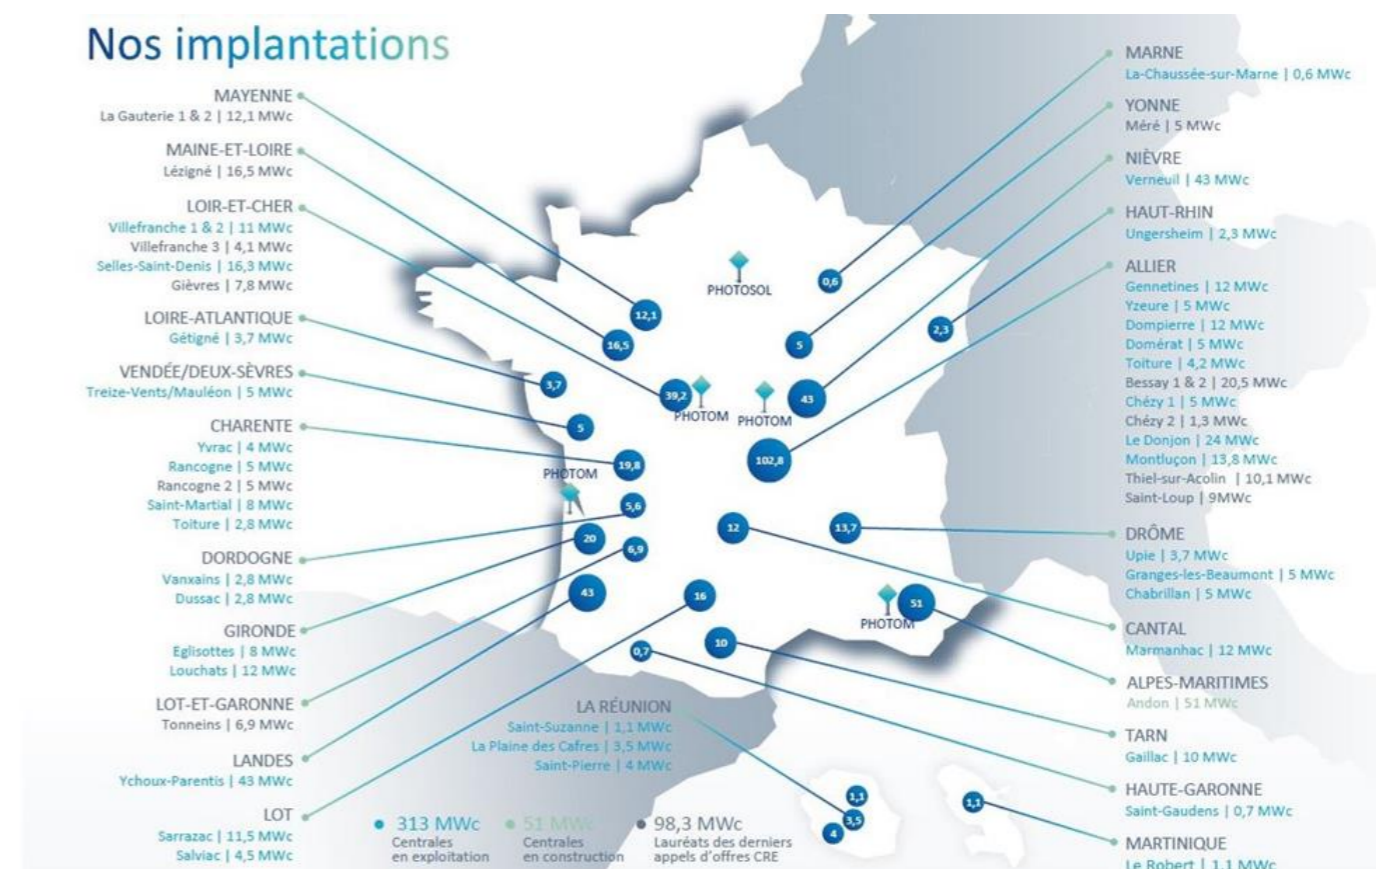 Nos implantations
MAYENNE
La Gauterie 1 & 2 | 12,1 MWc
MAINE-ET-LOIRE
Lézigné | 16,5 MWc
LOIR-ET-CHER
Villefranche 1 & 2 | 11 MWc
Villefranche 3 | 4,1 MWc
Selles-Saint-Denis | 16,3 MWc
Gièvres | 7,8 MWc
LOIRE-ATLANTIQUE
Gétigné | 3,7 MWc
VENDÉE/DEUX-SÈVRES
Treize-Vents/Mauléon | 5 MWc
CHARENTE
Yvrac | 4 MWc
Rancogne | 5 MWc
Rancogne 2 | 5 MWc
Saint-Martial | 8 MWc
Toiture | 2,8 MWc
DORDOGNE
Vanxains | 2,8 MWc
Dussac | 2,8 MWc
GIRONDE
Eglisottes | 8 MWc
Louchats | 12 MWc
LOT-ET-GARONNE
Tonneins | 6,9 MWc
LANDES
Ychoux-Parentis | 43 MWc
LOT
Sarrazac | 11,5 MWc
Salviac | 4,5 MWc
PHOTOSOL
0,6
12,1
2,3
16,5
5
3,7
39,2
PHOTOM
PHOTOM
43
5
19,8
102,8
PHOTOM
5,6
12
13,7
20
6,9
43
16
PHOTOM
51
0,7
10
LA RÉUNION
Saint-Suzanne | 1,1 MWc
La Plaine des Cafres | 3,5 MWc
Saint-Pierre | 4 MWc
1,1
3,5
4
1,1
313 MWc
Centrales
en exploitation
51 MWc
Centrales
en construction
98,3 MWc
Lauréats des derniers
appels d'offres CRE
MARNE
La-Chaussée-sur-Marne | 0,6 MWc
YONNE
Méré | 5 MWc
NIÈVRE
Verneuil | 43 MWc
HAUT-RHIN
Ungersheim | 2,3 MWc
ALLIER
Gennetines | 12 MWc
Yzeure | 5 MWc
Dompierre | 12 MWc
Domérat | 5 MWc
Toiture | 4,2 MWc
Bessay 1 & 2 | 20,5 MWc
Chézy 1 | 5 MWc
Chézy 2 | 1,3 MWc
Le Donjon | 24 MWc
Montluçon | 13,8 MWc
Thiel-sur-Acolin | 10,1 MWc
Saint-Loup | 9MWc
DRÔME
Upie | 3,7 MWc
Granges-les-Beaumont | 5 MWc
Chabrillan | 5 MWc
CANTAL
Marmanhac | 12 MWc
ALPES-MARITIMES
Andon | 51 MWc
TARN
Gaillac | 10 MWc
HAUTE-GARONNE
Saint-Gaudens | 0,7 MWc
MARTINIQUE
Le Robert | 1,1 MWc